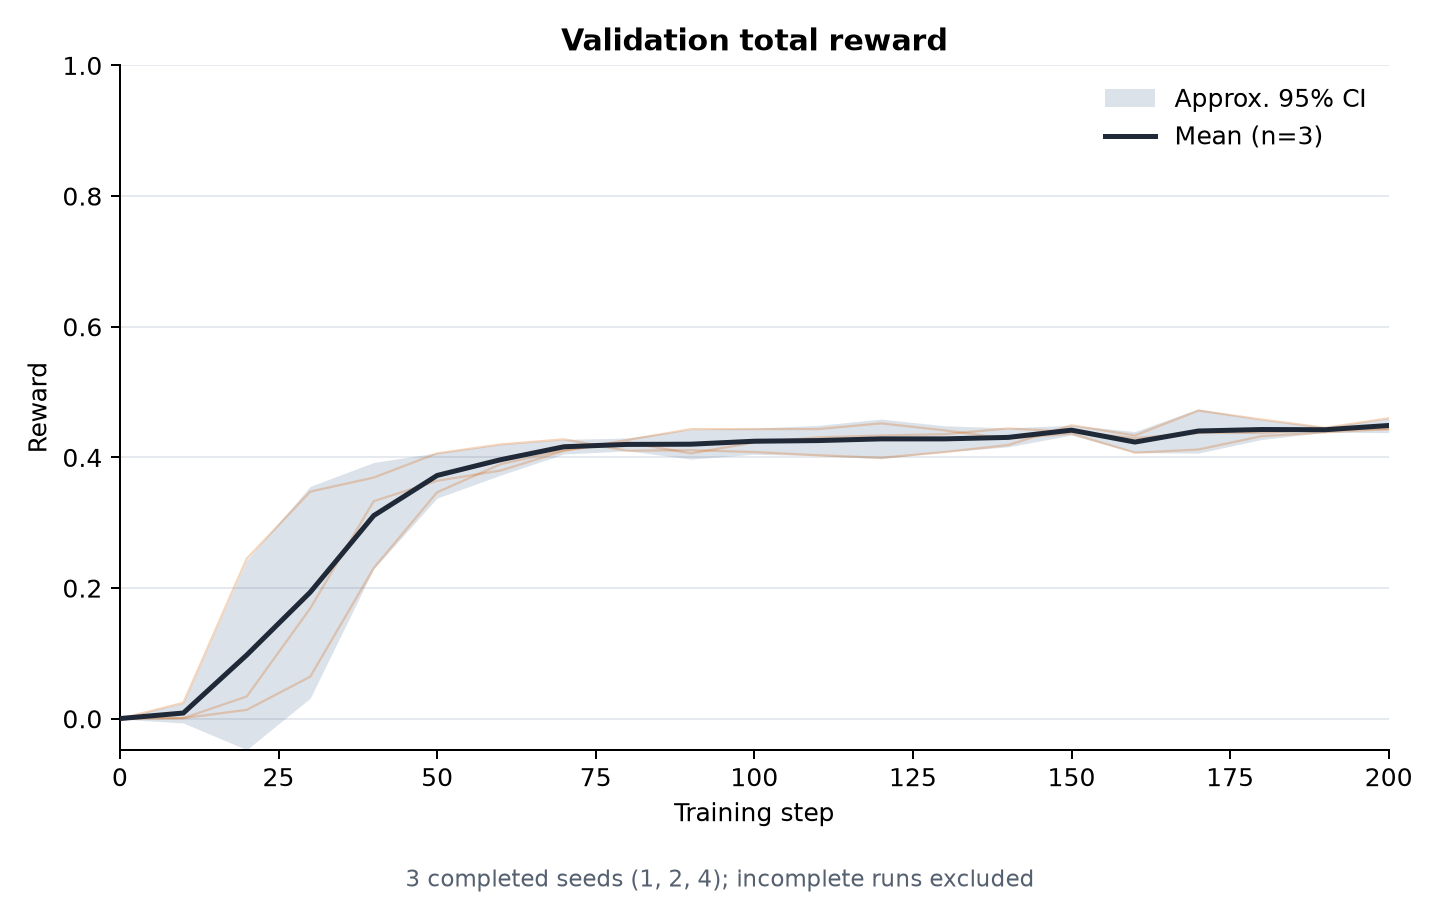 Validation total reward
Approx. 95% CI
Mean (n=3)
Reward
1.0
0.8
0.6
0.4
0.2
0.0
0 25 50 75 100 125 150 175 200
Training step
3 completed seeds (1, 2, 4); incomplete runs excluded